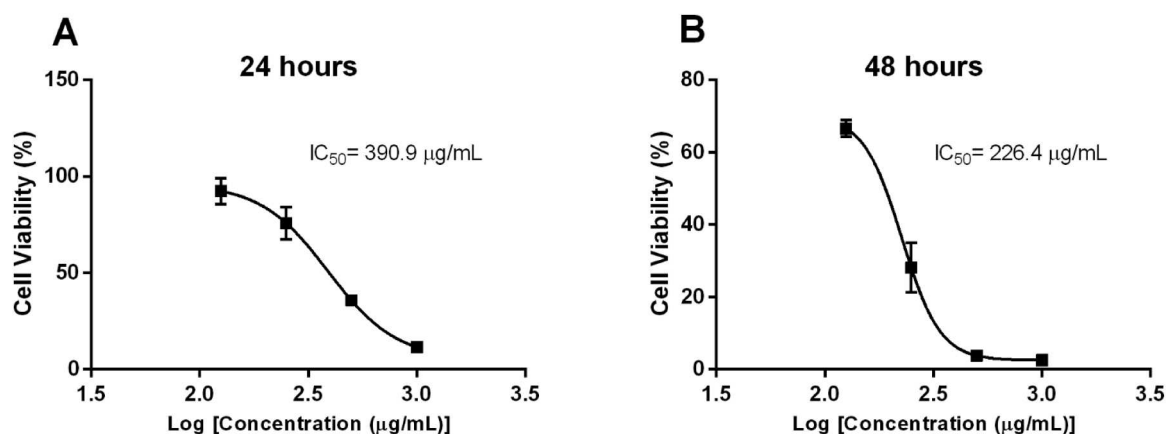 A
24 hours
150
100
50
0
Cell Viability (%)
IC50= 390.9 μg/mL
1.5 2.0 2.5 3.0 3.5
Log [Concentration (μg/mL)]
B
48 hours
80
60
40
20
0
Cell Viability (%)
IC50= 226.4 μg/mL
1.5 2.0 2.5 3.0 3.5
Log [Concentration (μg/mL)]